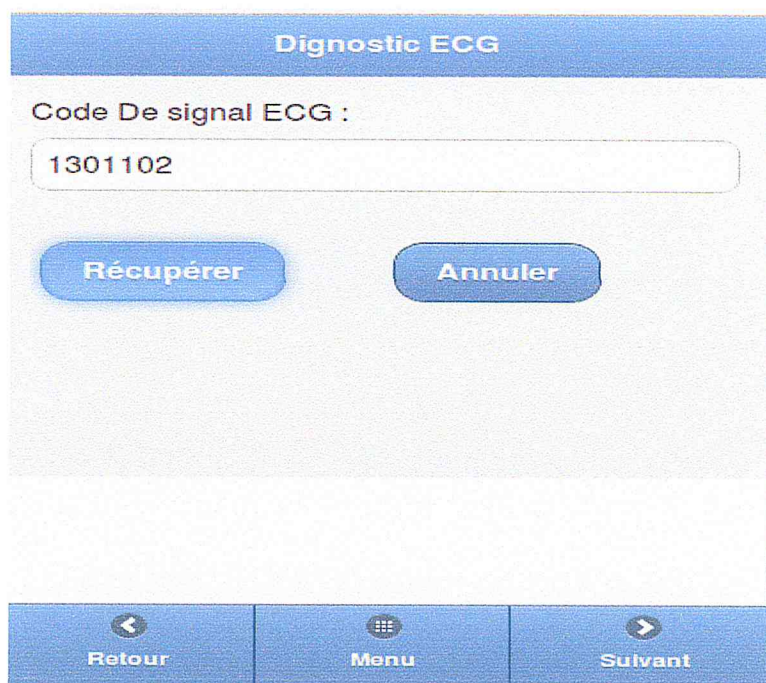 Dignostic ECG
Code De signal ECG :
1301102
Récupérer Annuler
Retour Menu Suivant